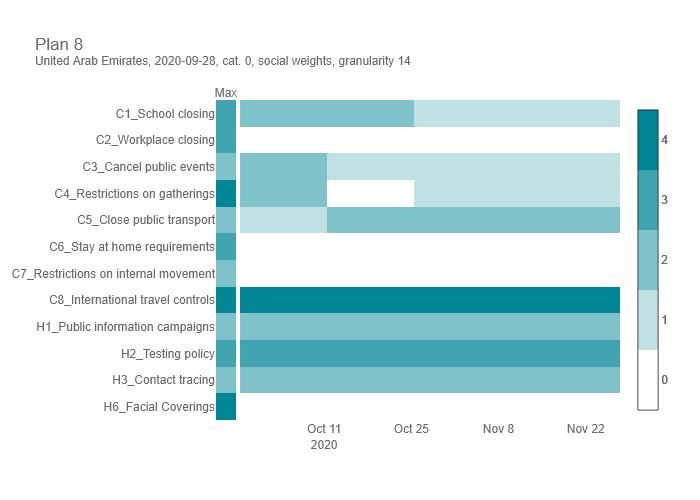 Plan 8
United Arab Emirates, 2020-09-28, cat. 0, social weights, granularity 14
Max
C1_School closing
C2_Workplace closing
C3_Cancel public events
C4_Restrictions on gatherings
C5_Close public transport
C6_Stay at home requirements
C7_Restrictions on internal movement
C8_International travel controls
H1_Public information campaigns
H2_Testing policy
H3_Contact tracing
H6_Facial Coverings
Oct 11 Oct 25 Nov 8 Nov 22
2020
4
3
2
1
0